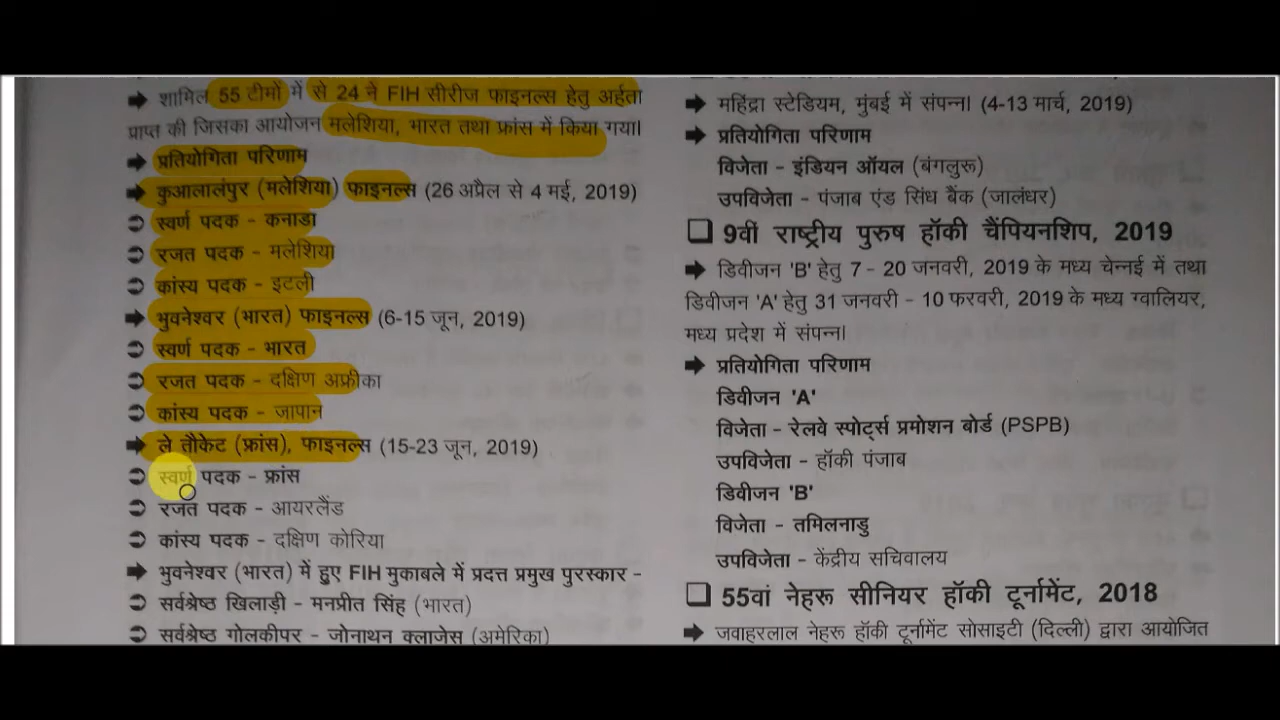 ➡ शामिल 55 टीमों में से 24 ने FIH सीरीज फाइनल्स हेतु अर्हता
प्राप्त की जिसका आयोजन मलेशिया, भारत तथा फ्रांस में किया गया।
➡ प्रतियोगिता परिणाम
➡ कुआलालंपुर (मलेशिया) फाइनल्स (26 अप्रैल से 4 मई, 2019)
➲ स्वर्ण पदक - कनाडा
➲ रजत पदक - मलेशिया
➲ कांस्य पदक - इटली
➡ भुवनेश्वर (भारत) फाइनल्स (6-15 जून, 2019)
➲ स्वर्ण पदक - भारत
➲ रजत पदक - दक्षिण अफ्रीका
➲ कांस्य पदक - जापान
➡ ले तौकेट (फ्रांस), फाइनल्स (15-23 जून, 2019)
➲ स्वर्ण पदक - फ्रांस
➲ रजत पदक - आयरलैंड
➲ कांस्य पदक - दक्षिण कोरिया
➡ भुवनेश्वर (भारत) में हुए FIH मुकाबले में प्रदत्त प्रमुख पुरस्कार -
➲ सर्वश्रेष्ठ खिलाड़ी - मनप्रीत सिंह (भारत)
➲ सर्वश्रेष्ठ गोलकीपर - जोनाथन क्लाजेस (अमेरिका)
➡ महिंद्रा स्टेडियम, मुंबई में संपन्न। (4-13 मार्च, 2019)
➡ प्रतियोगिता परिणाम
विजेता - इंडियन ऑयल (बंगलुरू)
उपविजेता - पंजाब एंड सिंध बैंक (जालंधर)
❑ 9वीं राष्ट्रीय पुरुष हॉकी चैंपियनशिप, 2019
➡ डिवीजन 'B' हेतु 7 - 20 जनवरी, 2019 के मध्य चेन्नई में तथा
डिवीजन 'A' हेतु 31 जनवरी - 10 फरवरी, 2019 के मध्य ग्वालियर,
मध्य प्रदेश में संपन्न।
➡ प्रतियोगिता परिणाम
डिवीजन 'A'
विजेता - रेलवे स्पोर्ट्स प्रमोशन बोर्ड (PSPB)
उपविजेता - हॉकी पंजाब
डिवीजन 'B'
विजेता - तमिलनाडु
उपविजेता - केंद्रीय सचिवालय
❑ 55वां नेहरू सीनियर हॉकी टूर्नामेंट, 2018
➡ जवाहरलाल नेहरू हॉकी टूर्नामेंट सोसाइटी (दिल्ली) द्वारा आयोजित